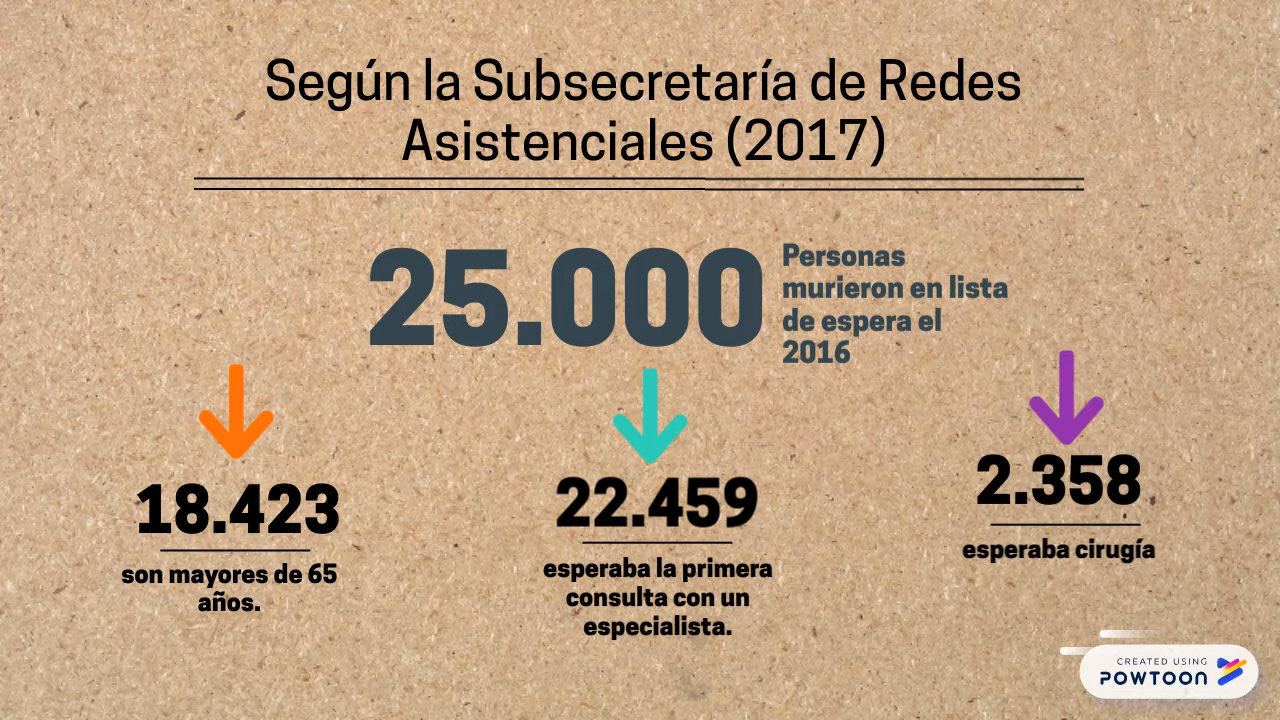 Según la Subsecretaría de Redes
Asistenciales (2017)
25.000
Personas
murieron en lista
de espera el
2016
18.423
son mayores de 65
años.
22.459
esperaba la primera
consulta con un
especialista.
2.358
esperaba cirugía
CREATED USING
POWTOON